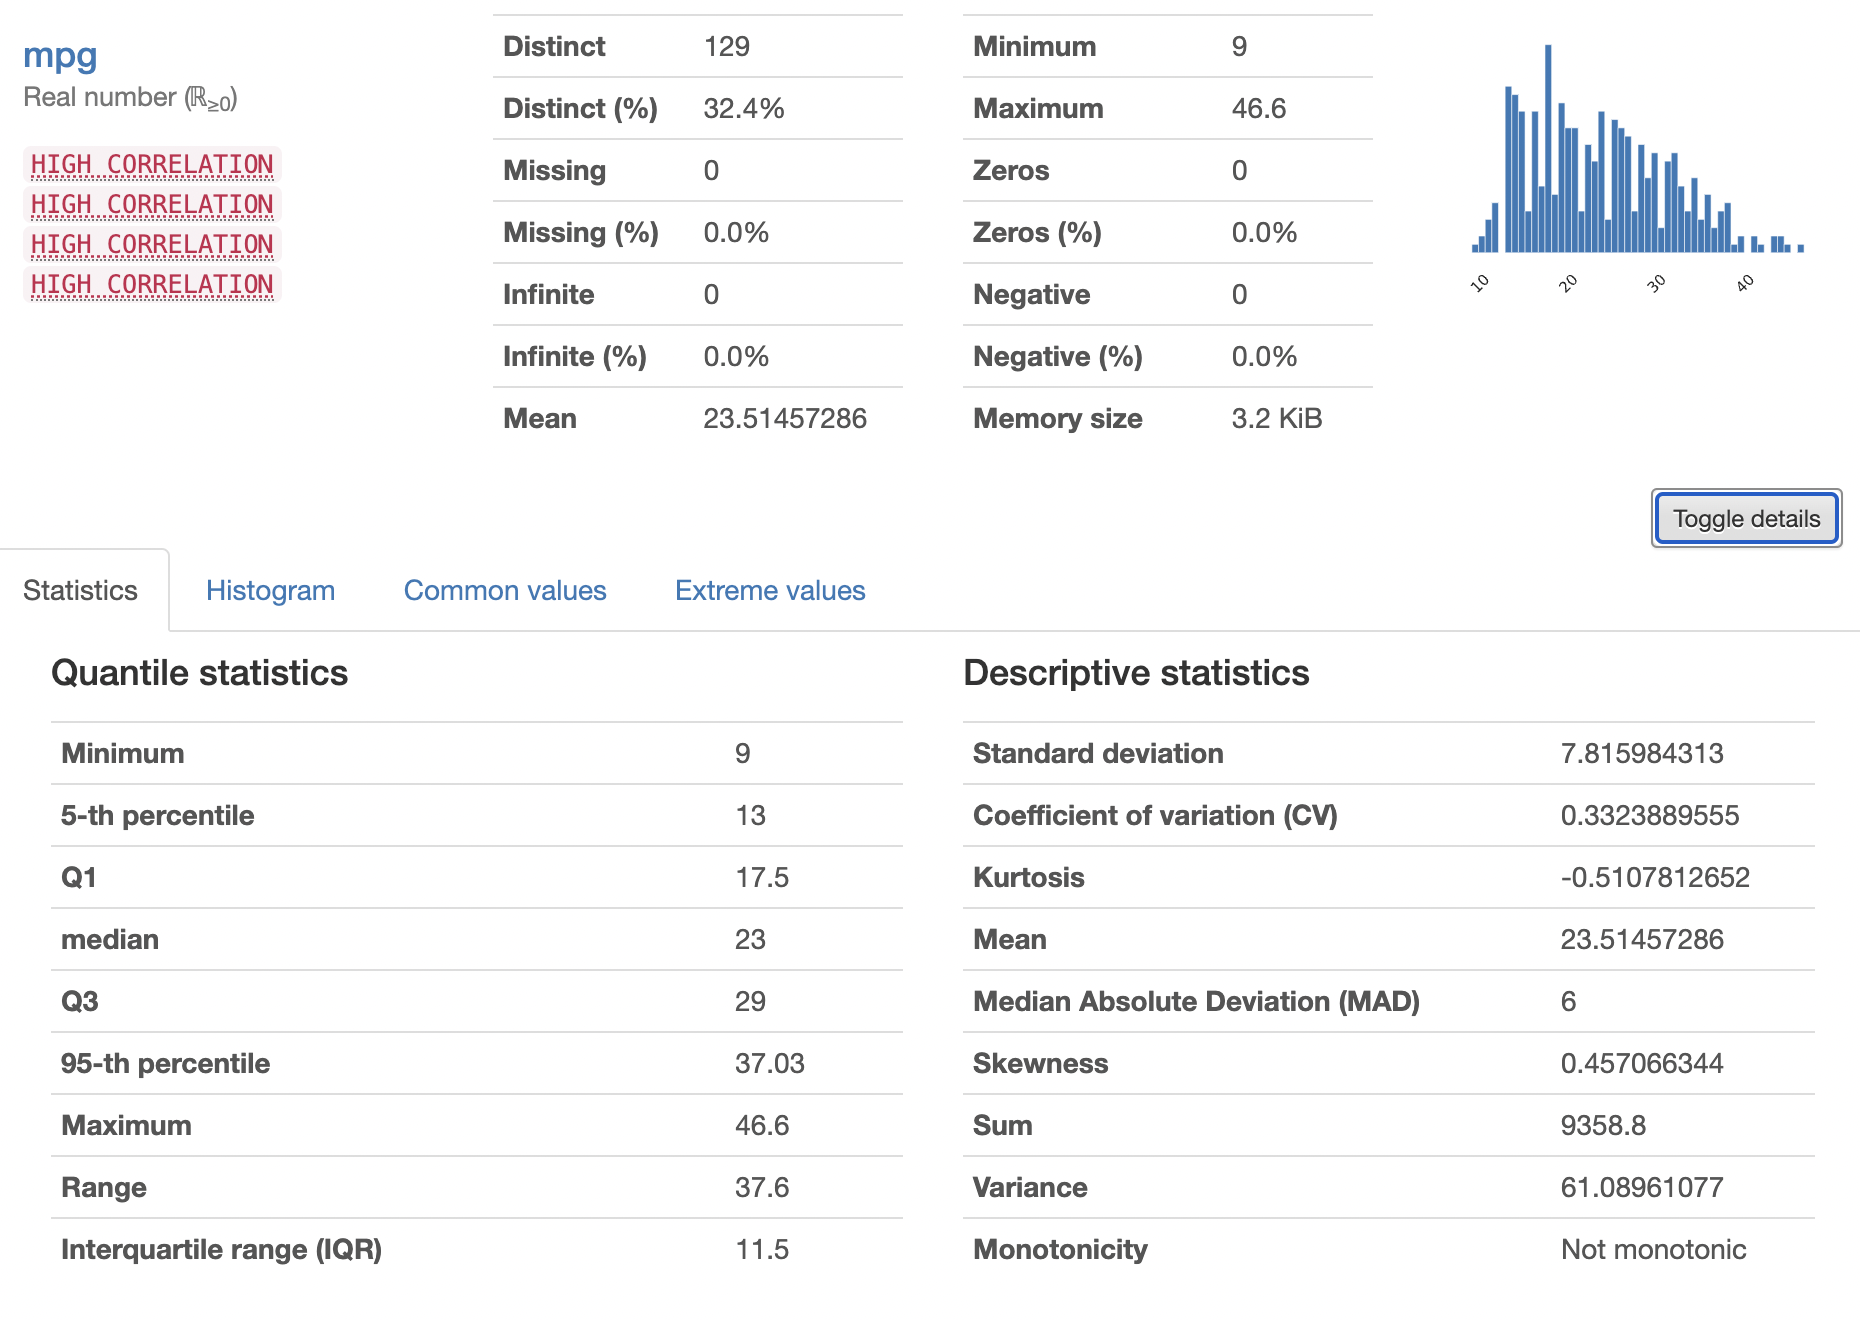 mpg
Real number (ℝ≥0)
HIGH CORRELATION
HIGH CORRELATION
HIGH CORRELATION
HIGH CORRELATION
Distinct 129
Distinct (%) 32.4%
Missing 0
Missing (%) 0.0%
Infinite 0
Infinite (%) 0.0%
Mean 23.51457286
Minimum 9
Maximum 46.6
Zeros 0
Zeros (%) 0.0%
Negative 0
Negative (%) 0.0%
Memory size 3.2 KiB
10 20 30 40
Toggle details
Statistics Histogram Common values Extreme values
Quantile statistics
Minimum 9
5-th percentile 13
Q1 17.5
median 23
Q3 29
95-th percentile 37.03
Maximum 46.6
Range 37.6
Interquartile range (IQR) 11.5
Descriptive statistics
Standard deviation 7.815984313
Coefficient of variation (CV) 0.3323889555
Kurtosis -0.5107812652
Mean 23.51457286
Median Absolute Deviation (MAD) 6
Skewness 0.457066344
Sum 9358.8
Variance 61.08961077
Monotonicity Not monotonic